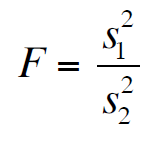 F = s₁² / s₂²